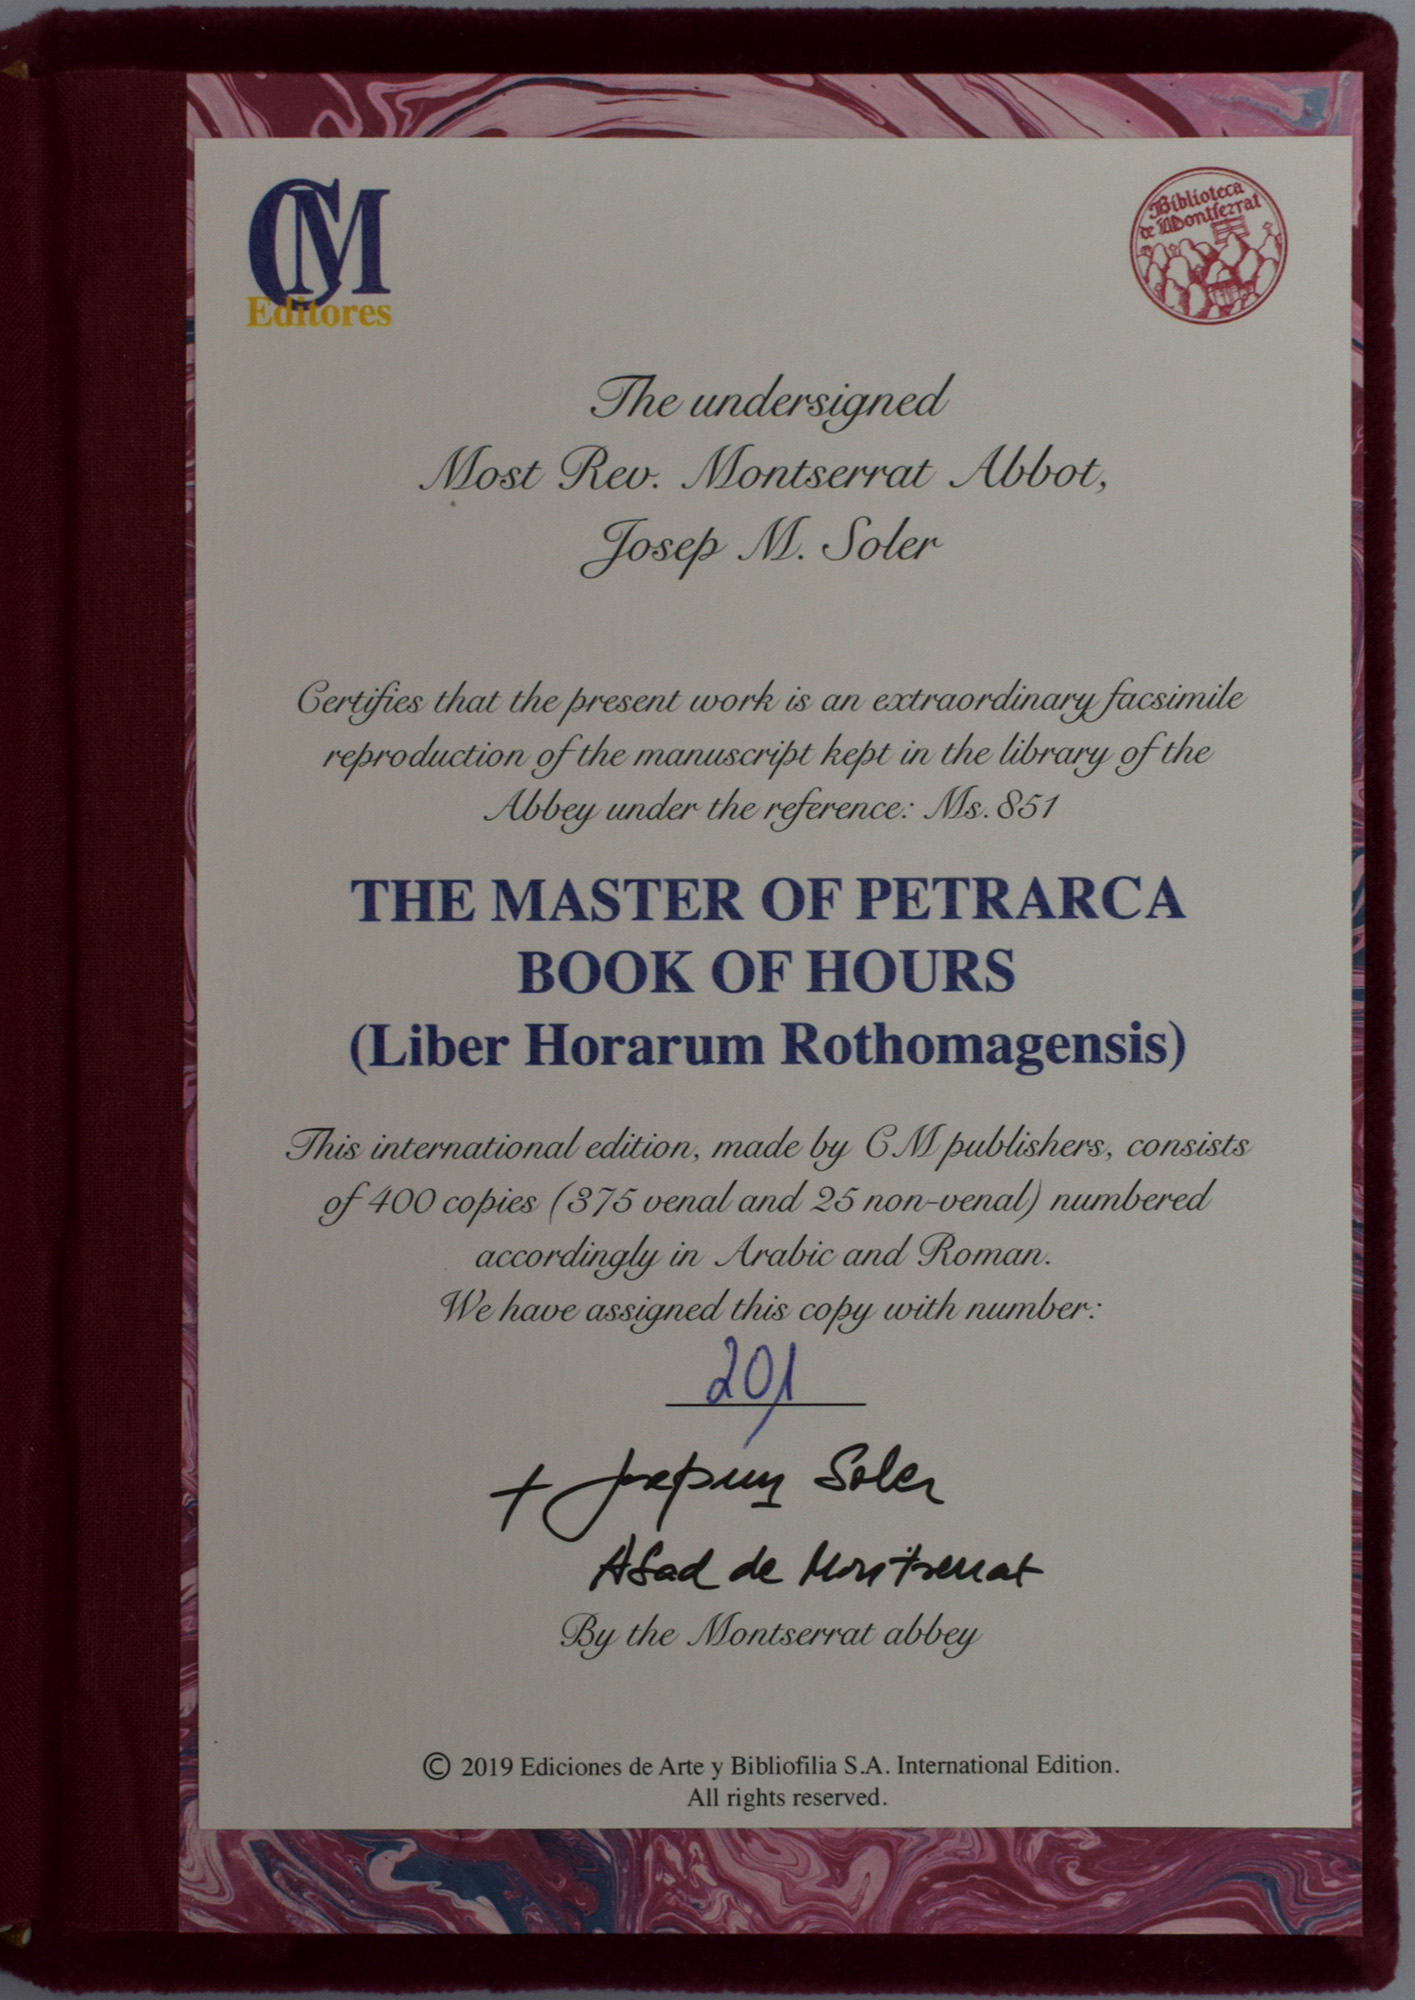 CM
Editores
Biblioteca
de Montserrat
The undersigned
Most Rev. Montserrat Abbot,
Josep M. Soler
Certifies that the present work is an extraordinary facsimile
reproduction of the manuscript kept in the library of the
Abbey under the reference: Ms. 851
THE MASTER OF PETRARCA
BOOK OF HOURS
(Liber Horarum Rothomagensis)
This international edition, made by CM publishers, consists
of 400 copies (375 venal and 25 non-venal) numbered
accordingly in Arabic and Roman.
We have assigned this copy with number:
201
+ Josep M Soler
Abad de Montserrat
By the Montserrat abbey
© 2019 Ediciones de Arte y Bibliofilia S.A. International Edition.
All rights reserved.